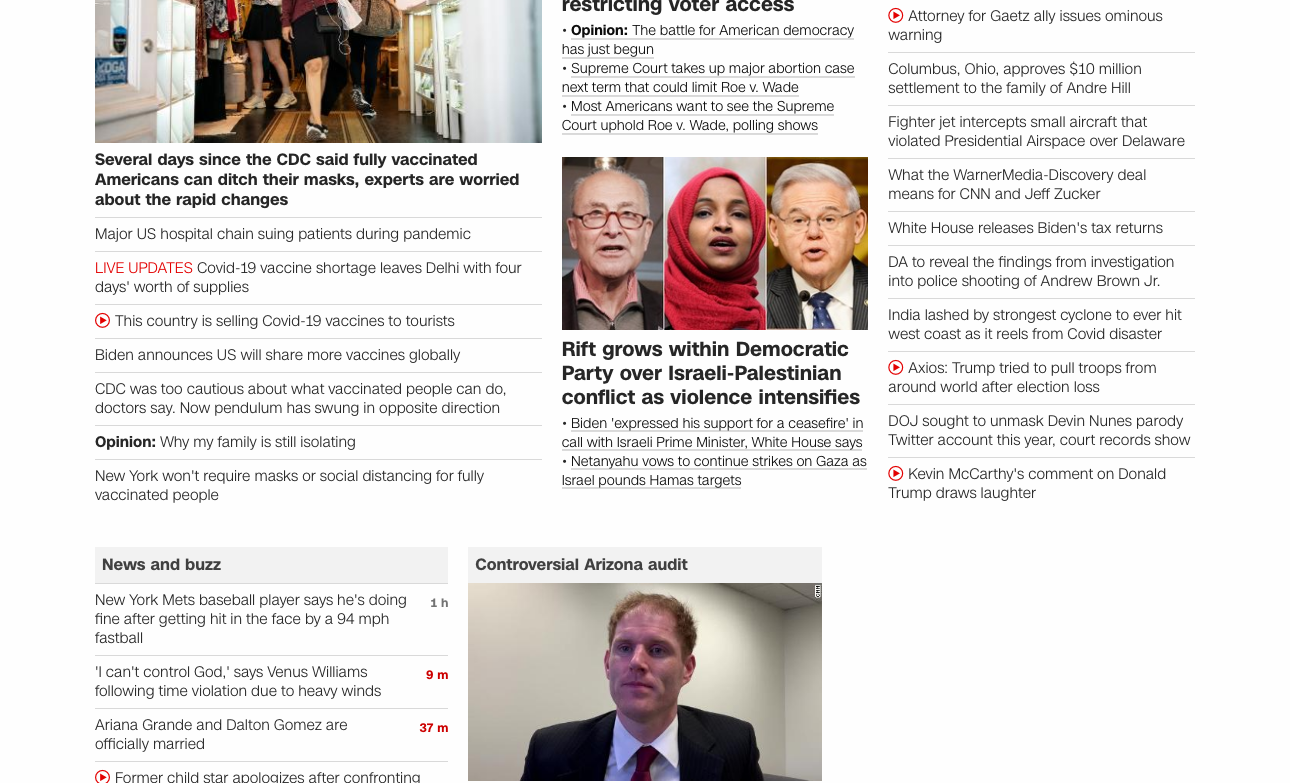 Several days since the CDC said fully vaccinated
Americans can ditch their masks, experts are worried
about the rapid changes
Major US hospital chain suing patients during pandemic
LIVE UPDATES Covid-19 vaccine shortage leaves Delhi with four
days' worth of supplies
This country is selling Covid-19 vaccines to tourists
Biden announces US will share more vaccines globally
CDC was too cautious about what vaccinated people can do,
doctors say. Now pendulum has swung in opposite direction
Opinion: Why my family is still isolating
New York won't require masks or social distancing for fully
vaccinated people
restricting voter access
• Opinion: The battle for American democracy
has just begun
• Supreme Court takes up major abortion case
next term that could limit Roe v. Wade
• Most Americans want to see the Supreme
Court uphold Roe v. Wade, polling shows
Rift grows within Democratic
Party over Israeli-Palestinian
conflict as violence intensifies
• Biden 'expressed his support for a ceasefire' in
call with Israeli Prime Minister, White House says
• Netanyahu vows to continue strikes on Gaza as
Israel pounds Hamas targets
Attorney for Gaetz ally issues ominous
warning
Columbus, Ohio, approves $10 million
settlement to the family of Andre Hill
Fighter jet intercepts small aircraft that
violated Presidential Airspace over Delaware
What the WarnerMedia-Discovery deal
means for CNN and Jeff Zucker
White House releases Biden's tax returns
DA to reveal the findings from investigation
into police shooting of Andrew Brown Jr.
India lashed by strongest cyclone to ever hit
west coast as it reels from Covid disaster
Axios: Trump tried to pull troops from
around world after election loss
DOJ sought to unmask Devin Nunes parody
Twitter account this year, court records show
Kevin McCarthy's comment on Donald
Trump draws laughter
News and buzz
New York Mets baseball player says he's doing
fine after getting hit in the face by a 94 mph
fastball
1 h
'I can't control God,' says Venus Williams
following time violation due to heavy winds
9 m
Ariana Grande and Dalton Gomez are
officially married
37 m
Former child star apologizes after confronting
Controversial Arizona audit
CNN